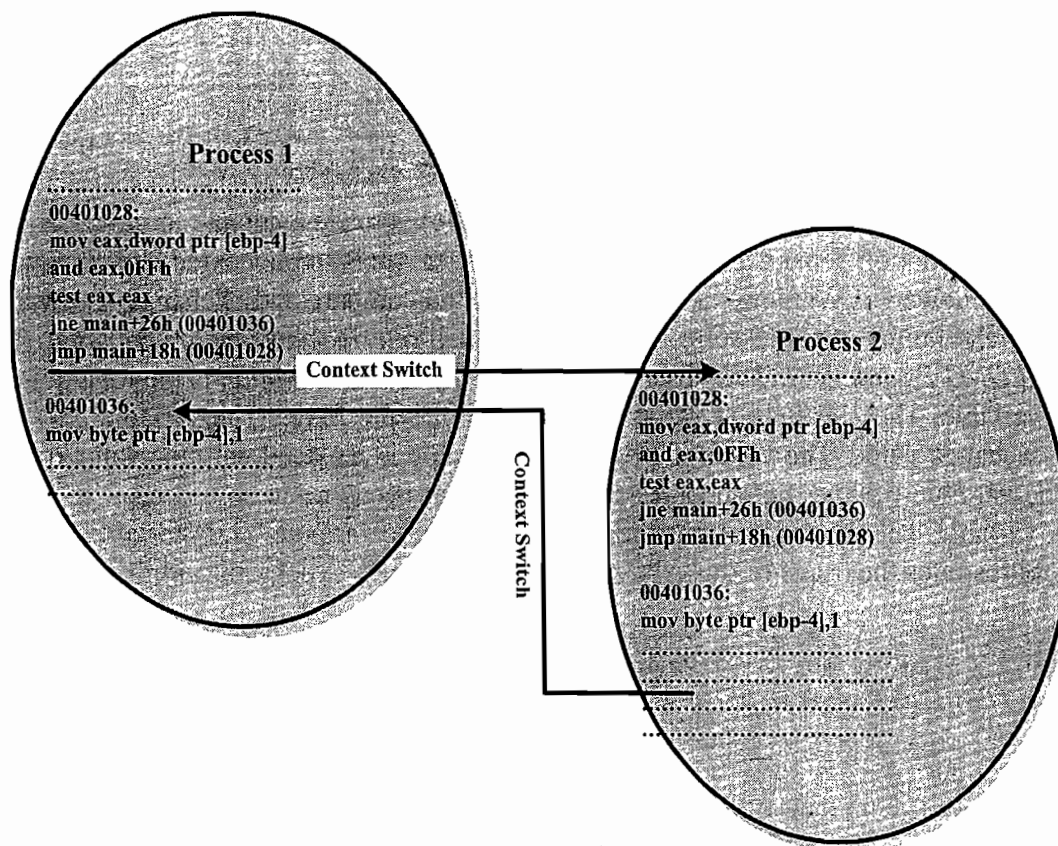 Process 1
00401028:
mov eax,dword ptr [ebp-4]
and eax,0FFh
test eax,eax
jne main+26h (00401036)
jmp main+18h (00401028)
Context Switch
00401036:
mov byte ptr [ebp-4],1
Context Switch
Process 2
00401028:
mov eax,dword ptr [ebp-4]
and eax,0FFh
test eax,eax
jne main+26h (00401036)
jmp main+18h (00401028)
00401036:
mov byte ptr [ebp-4],1